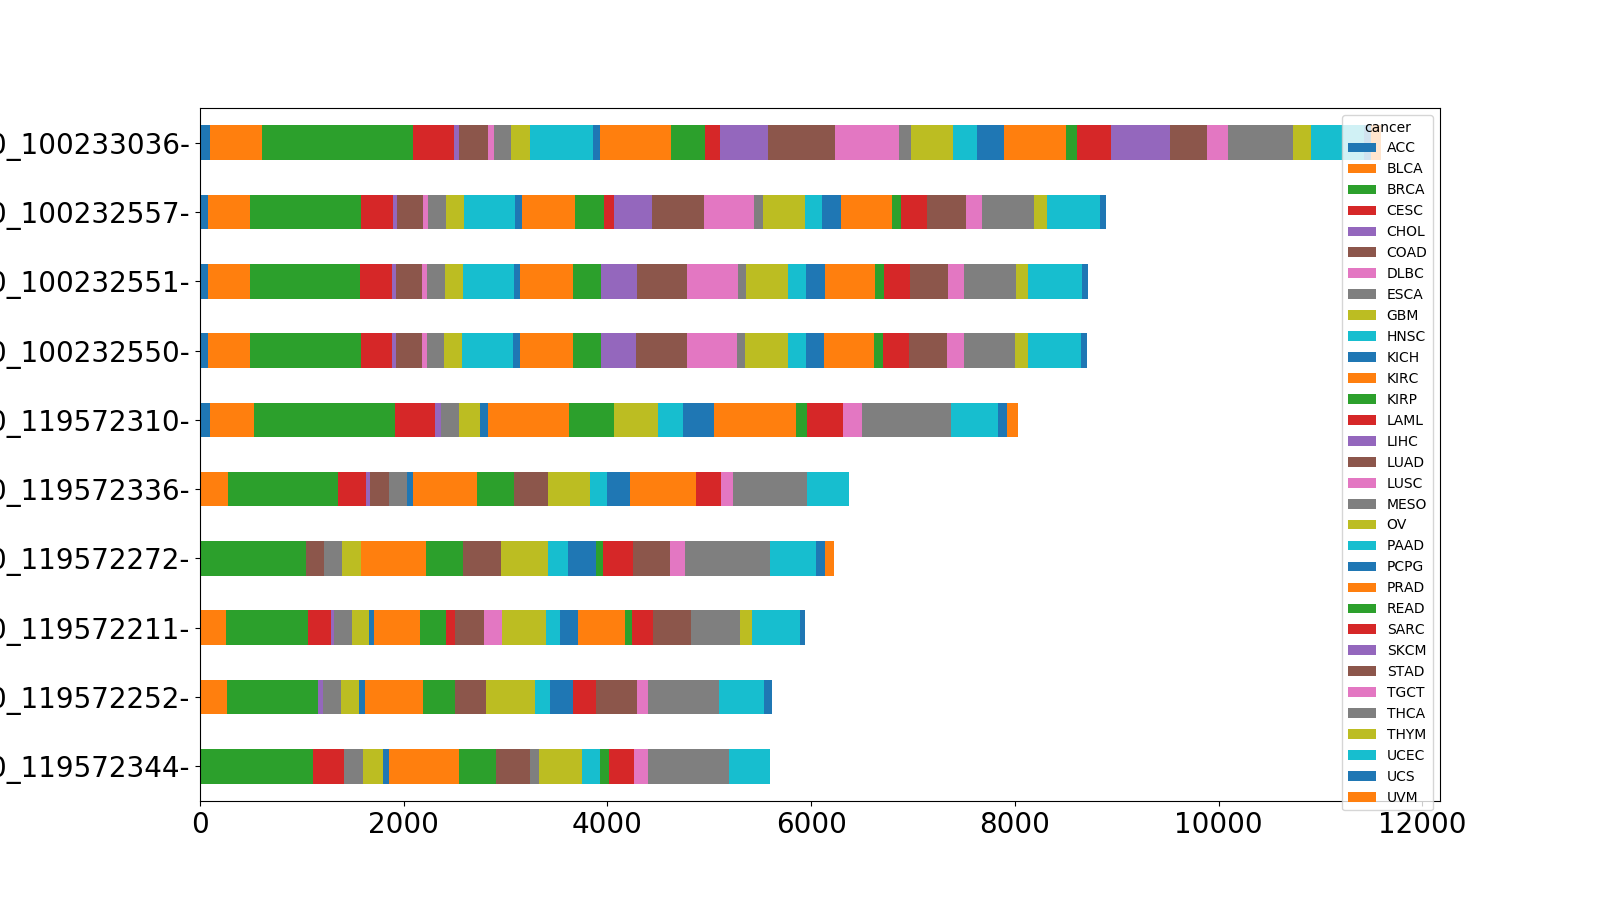 0_100233036-
0_100232557-
0_100232551-
0_100232550-
0_119572310-
0_119572336-
0_119572272-
0_119572211-
0_119572252-
0_119572344-
0 2000 4000 6000 8000 10000 12000
cancer
ACC
BLCA
BRCA
CESC
CHOL
COAD
DLBC
ESCA
GBM
HNSC
KICH
KIRC
KIRP
LAML
LIHC
LUAD
LUSC
MESO
OV
PAAD
PCPG
PRAD
READ
SARC
SKCM
STAD
TGCT
THCA
THYM
UCEC
UCS
UVM